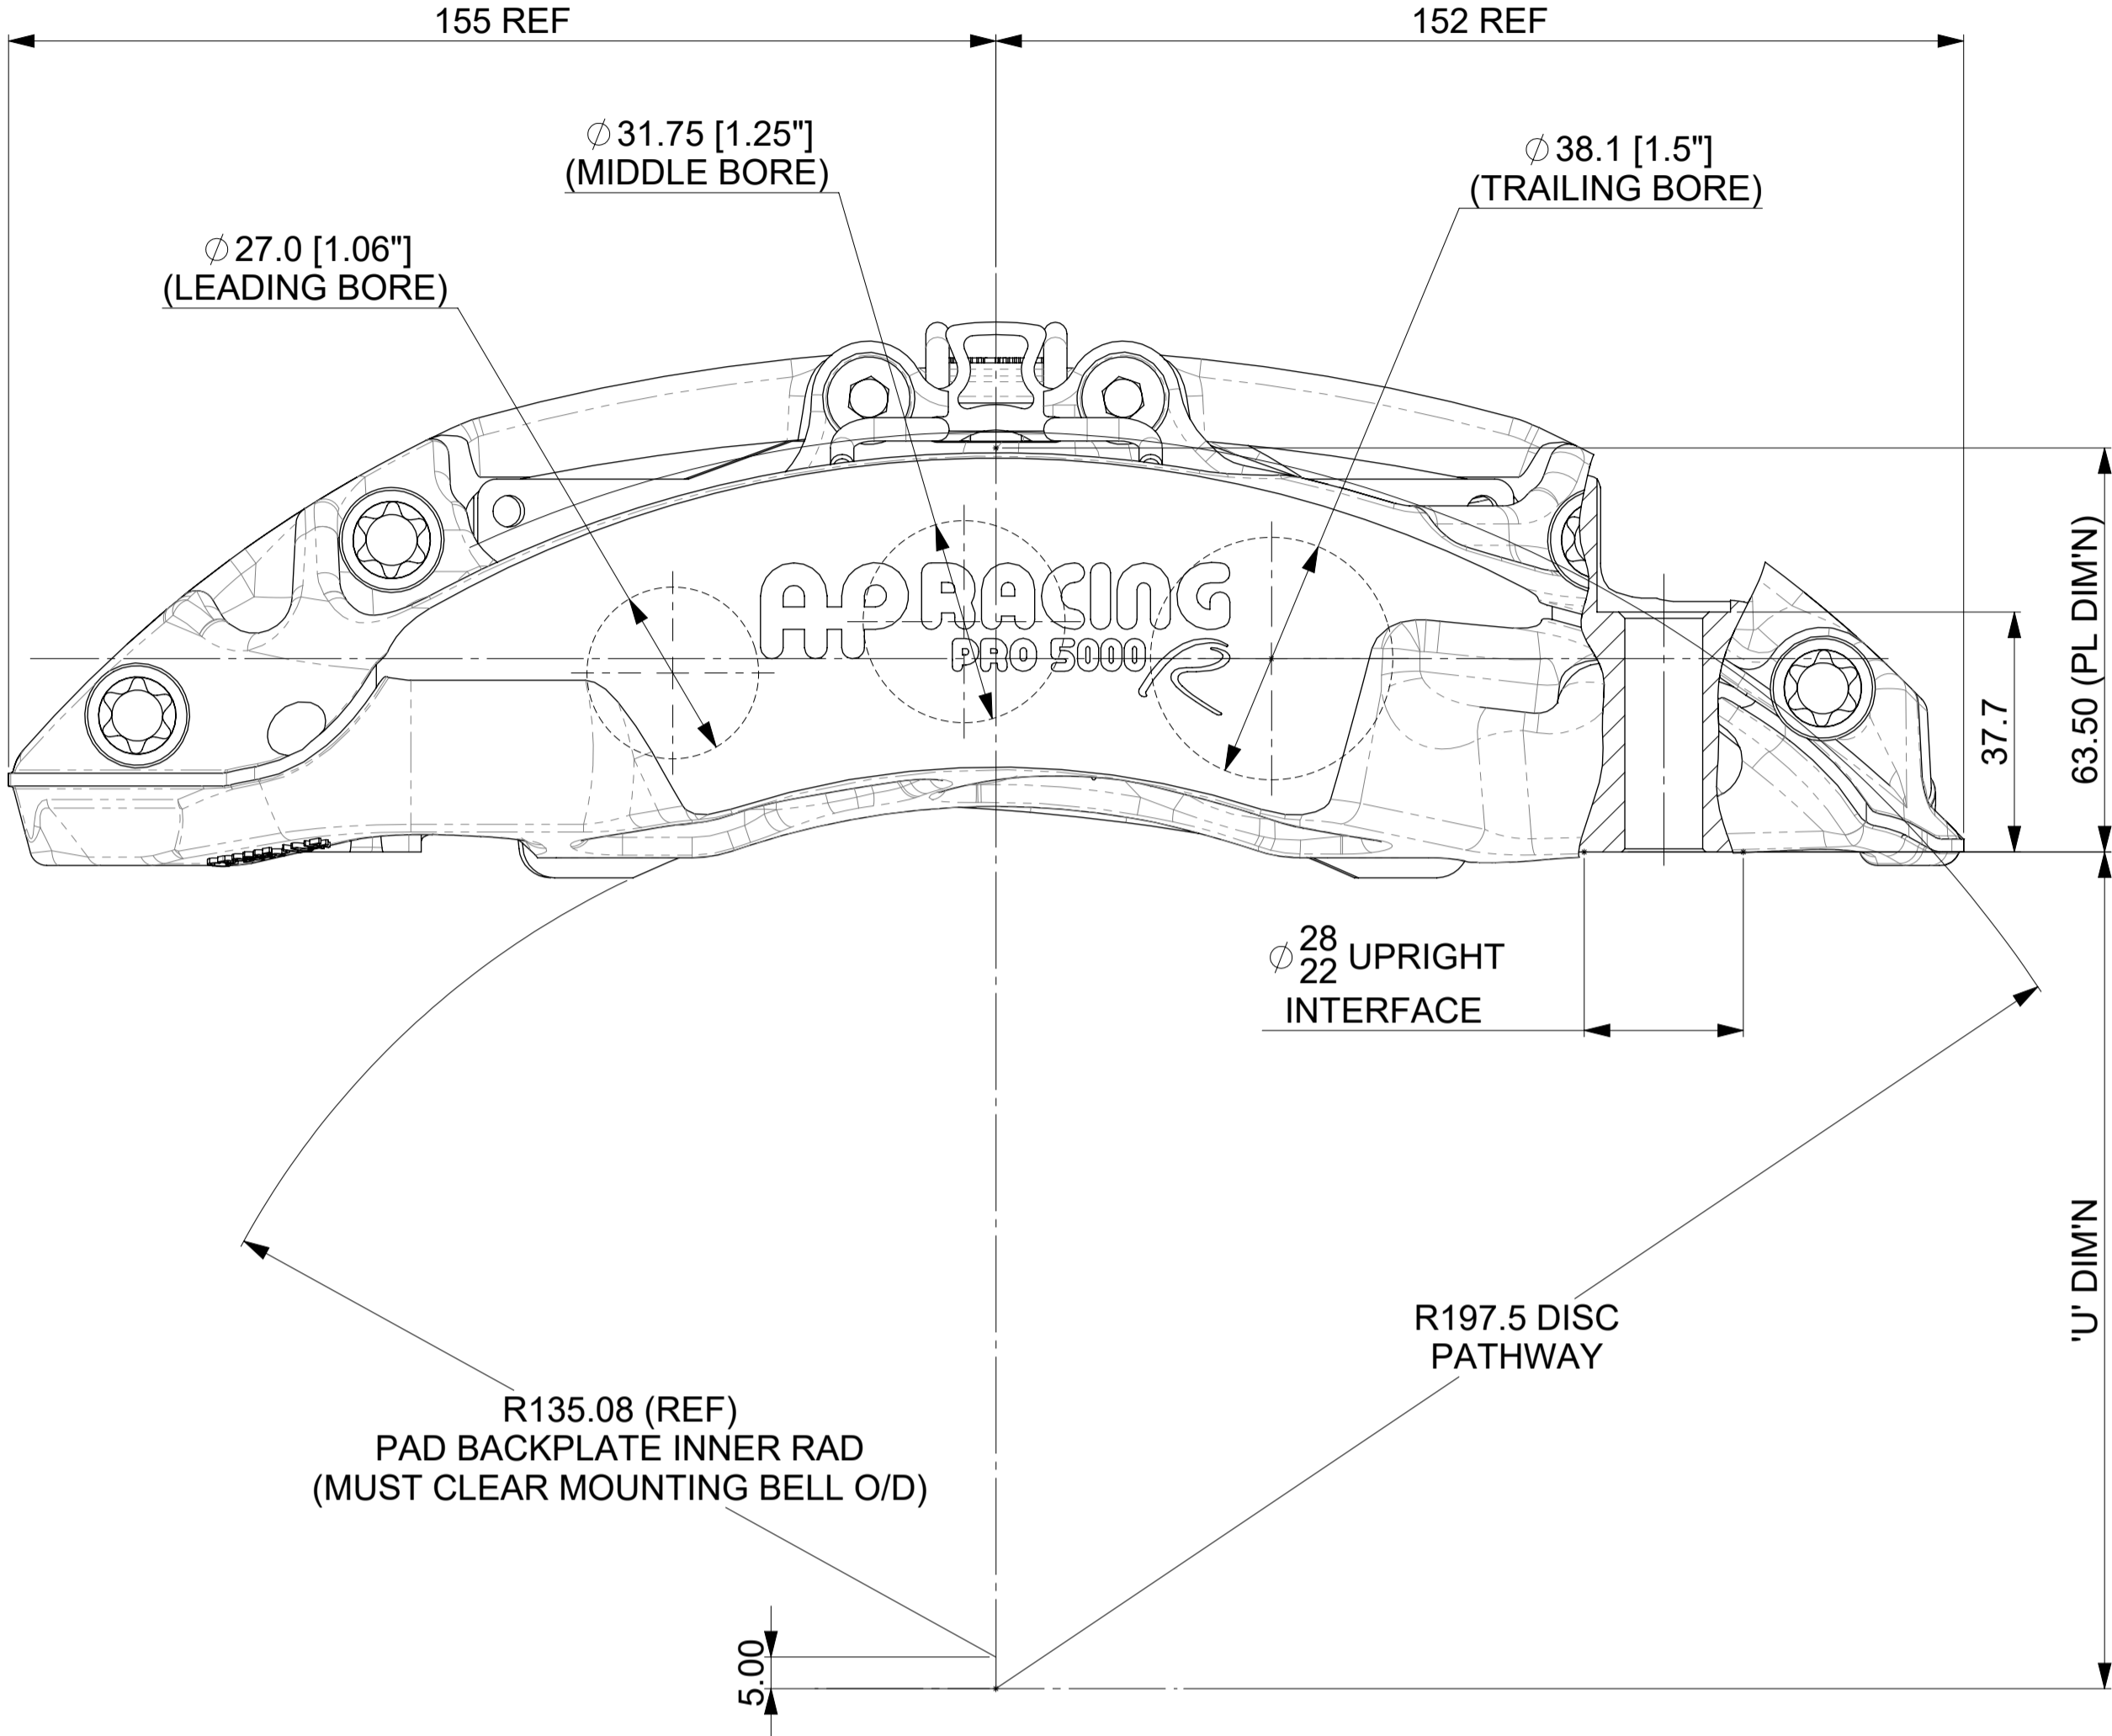 155 REF
152 REF
⌀ 31.75 [1.25"]
(MIDDLE BORE)
⌀ 38.1 [1.5"]
(TRAILING BORE)
⌀ 27.0 [1.06"]
(LEADING BORE)
AP RACING
PRO 5000 R
37.7
63.50 (PL DIM'N)
⌀ 28
22 UPRIGHT
INTERFACE
'U' DIM'N
R197.5 DISC
PATHWAY
R135.08 (REF)
PAD BACKPLATE INNER RAD
(MUST CLEAR MOUNTING BELL O/D)
5.00